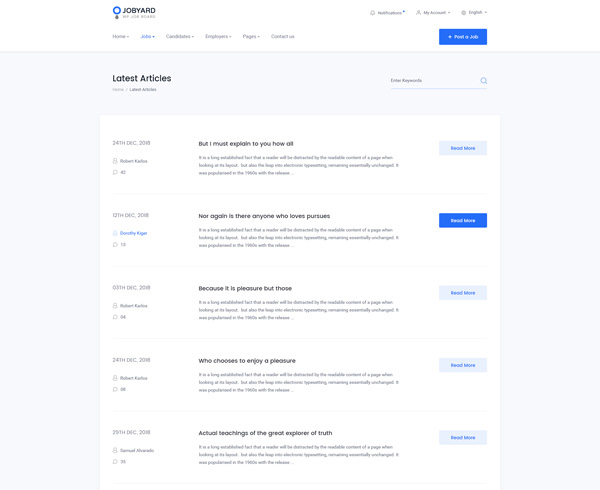 JOBYARD
WP JOB BOARD
Notifications
My Account
English
Home
Jobs
Candidates
Employers
Pages
Contact us
+ Post a Job
Latest Articles
Home / Latest Articles
Enter Keywords
24TH DEC, 2018
Robert Karlos
42
But I must explain to you how all
It is a long established fact that a reader will be distracted by the readable content of a page when
looking at its layout. but also the leap into electronic typesetting, remaining essentially unchanged. It
was popularised in the 1960s with the release ...
Read More
12TH DEC, 2018
Dorothy Kiger
Nor again is there anyone who loves pursues
It is a long established fact that a reader will be distracted by the readable content of a page when
looking at its layout. but also the leap into electronic typesetting, remaining essentially unchanged. It
was popularised in the 1960s with the release ...
Read More
03TH DEC, 2018
Robert Karlos
Because it is pleasure but those
It is a long established fact that a reader will be distracted by the readable content of a page when
looking at its layout. but also the leap into electronic typesetting, remaining essentially unchanged. It
was popularised in the 1960s with the release ...
Read More
24TH DEC, 2018
Robert Karlos
Who chooses to enjoy a pleasure
It is a long established fact that a reader will be distracted by the readable content of a page when
looking at its layout. but also the leap into electronic typesetting, remaining essentially unchanged. It
was popularised in the 1960s with the release ...
Read More
29TH DEC, 2018
Samuel Alvarado
Actual teachings of the great explorer of truth
It is a long established fact that a reader will be distracted by the readable content of a page when
looking at its layout. but also the leap into electronic typesetting, remaining essentially unchanged. It
was popularised in the 1960s with the release ...
Read More